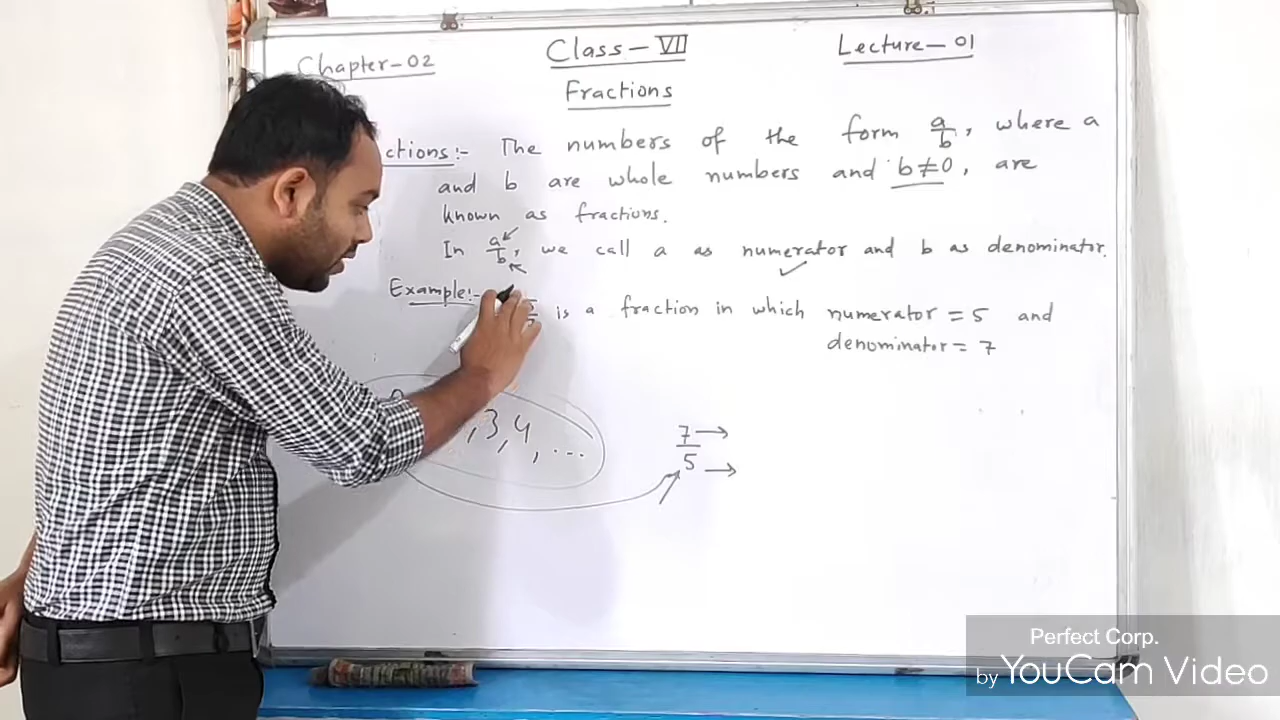 Chapter-02 Class-VII Lecture-01
Fractions
ctions:- The numbers of the form a/b, where a
and b are whole numbers and b≠0, are
known as fractions.
In a/b, we call a as numerator and b as denominator.
Example:- is a fraction in which numerator = 5 and
denominator = 7
, 3, 4, ...
7/5
Perfect Corp.
by YouCam Video